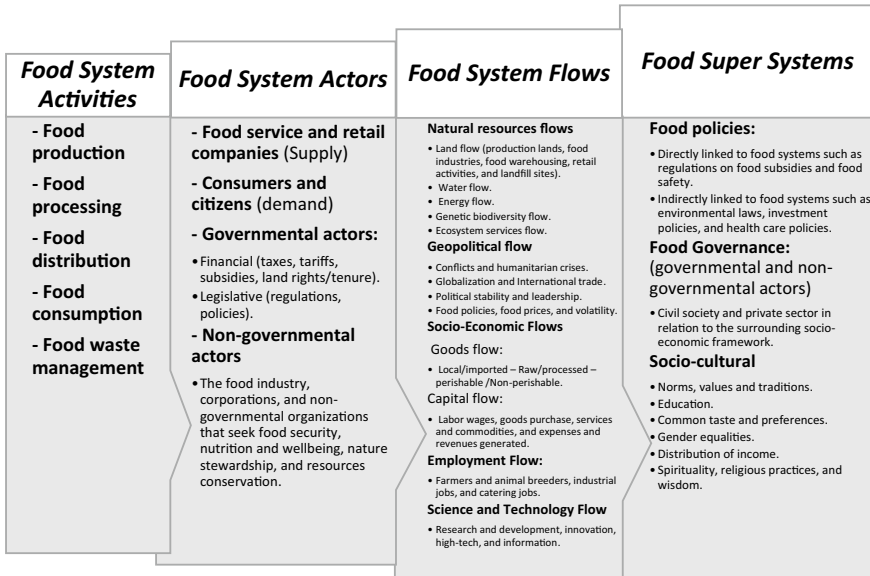 Food System
Activities
- Food
production
- Food
processing
- Food
distribution
- Food
consumption
- Food waste
management
Food System Actors
- Food service and retail
companies (Supply)
- Consumers and
citizens (demand)
- Governmental actors:
• Financial (taxes, tariffs,
subsidies, land rights/tenure).
• Legislative (regulations,
policies).
- Non-governmental
actors
• The food industry,
corporations, and non-
governmental organizations
that seek food security,
nutrition and wellbeing, nature
stewardship, and resources
conservation.
Food System Flows
Natural resources flows
• Land flow (production lands, food
industries, food warehousing, retail
activities, and landfill sites).
• Water flow.
• Energy flow.
• Genetic biodiversity flow.
• Ecosystem services flow.
Geopolitical flow
• Conflicts and humanitarian crises.
• Globalization and International trade.
• Political stability and leadership.
• Food policies, food prices, and volatility.
Socio-Economic Flows
Goods flow:
• Local/imported – Raw/processed –
perishable /Non-perishable.
Capital flow:
• Labor wages, goods purchase, services
and commodities, and expenses and
revenues generated.
Employment Flow:
• Farmers and animal breeders, industrial
jobs, and catering jobs.
Science and Technology Flow
• Research and development, innovation,
high-tech, and information.
Food Super Systems
Food policies:
• Directly linked to food systems such as
regulations on food subsidies and food
safety.
• Indirectly linked to food systems such as
environmental laws, investment
policies, and health care policies.
Food Governance:
(governmental and non-
governmental actors)
• Civil society and private sector in
relation to the surrounding socio-
economic framework.
Socio-cultural
• Norms, values and traditions.
• Education.
• Common taste and preferences.
• Gender equalities.
• Distribution of income.
• Spirituality, religious practices, and
wisdom.